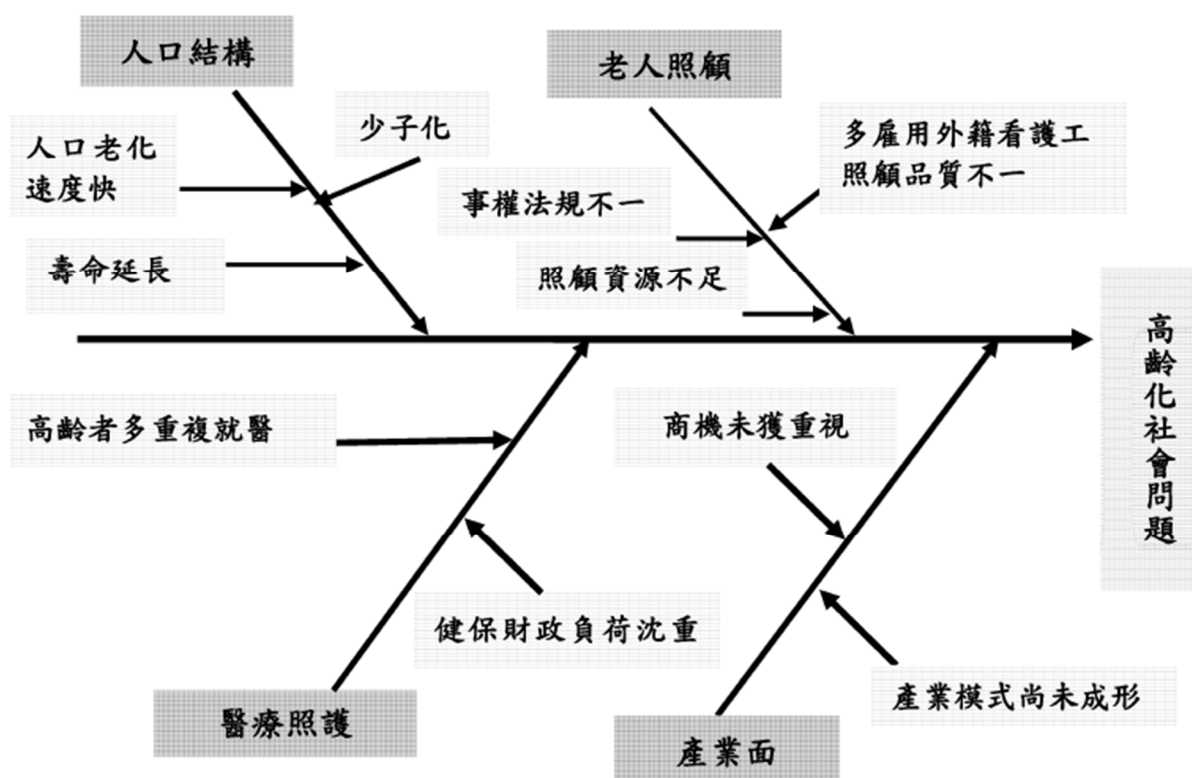 人口結構
老人照顧
少子化
人口老化
速度快
多雇用外籍看護工
照顧品質不一
事權法規不一
壽命延長
照顧資源不足
高齡化社會問題
高齡者多重複就醫
商機未獲重視
健保財政負荷沈重
產業模式尚未成形
醫療照護
產業面